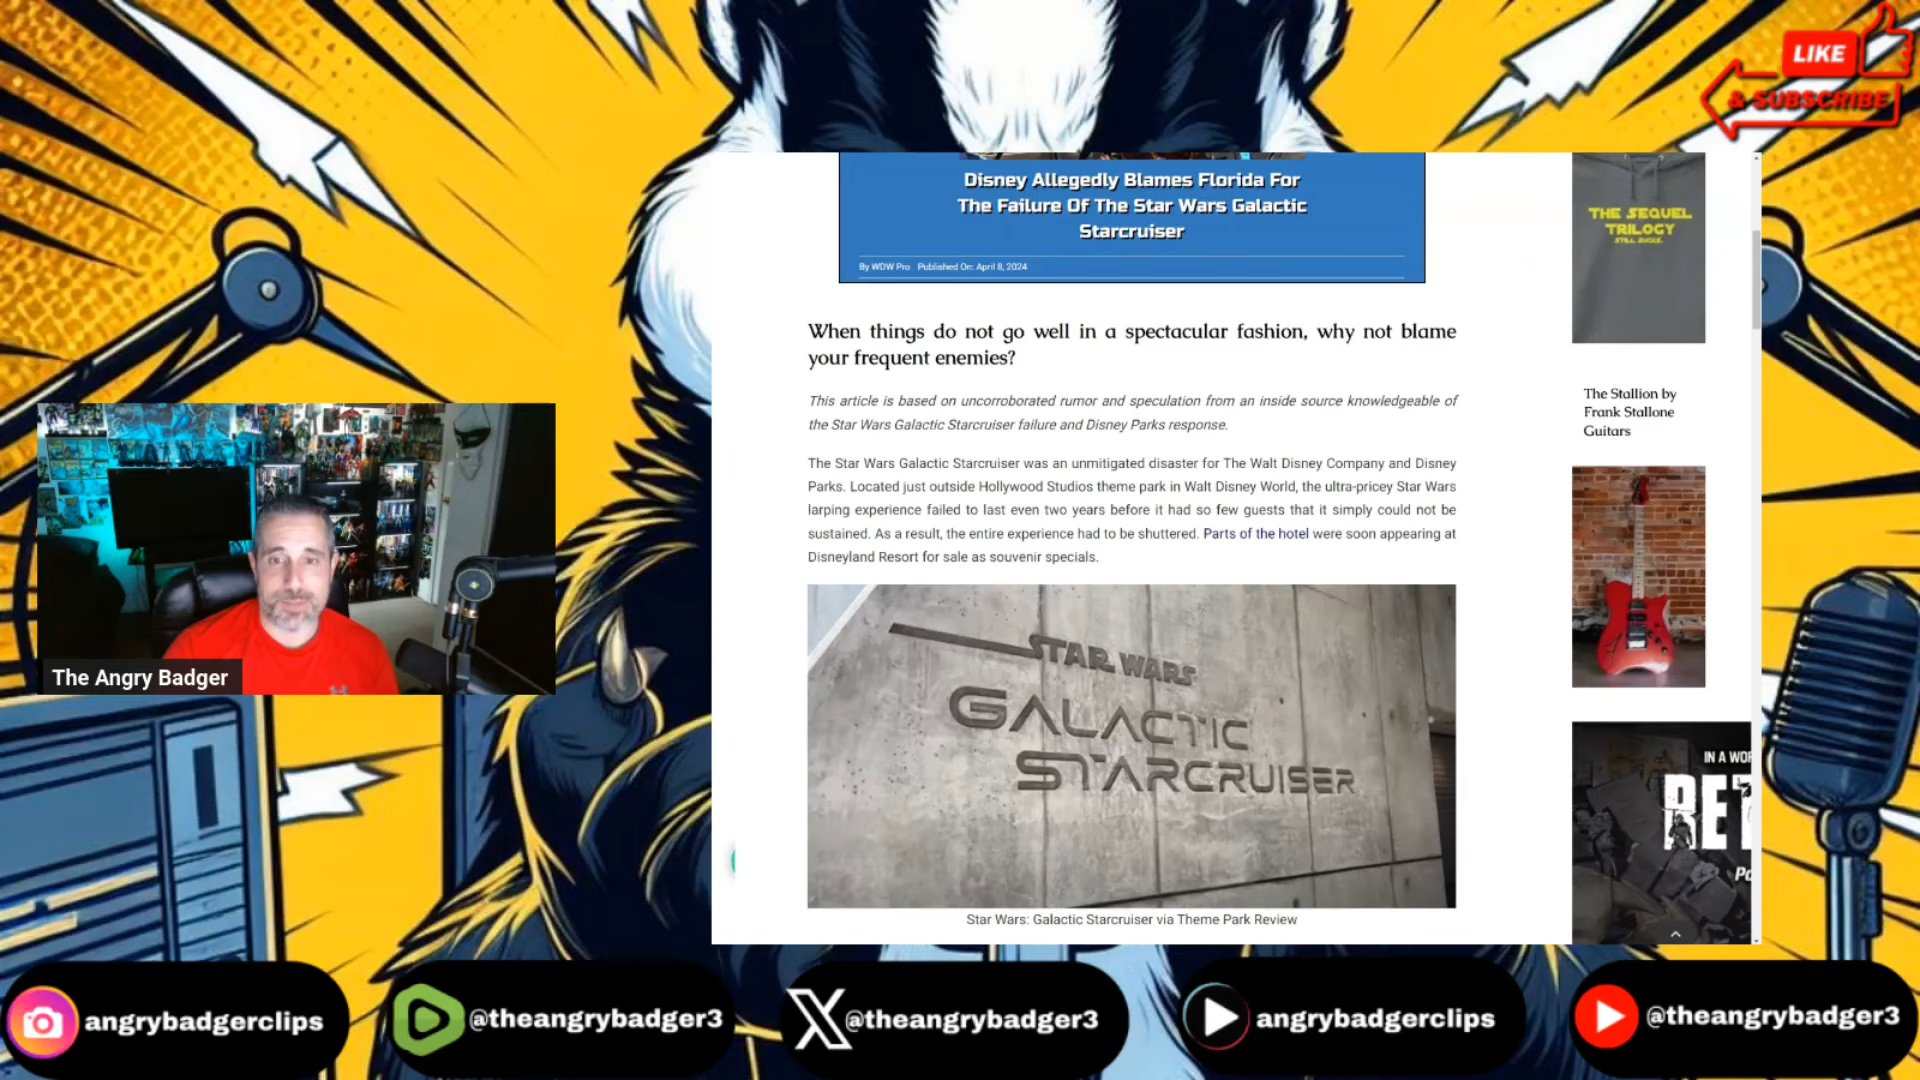 LIKE
& SUBSCRIBE
Disney Allegedly Blames Florida For
The Failure Of The Star Wars Galactic
Starcruiser
By WDW Pro Published On: April 8, 2024
When things do not go well in a spectacular fashion, why not blame
your frequent enemies?
This article is based on uncorroborated rumor and speculation from an inside source knowledgeable of
the Star Wars Galactic Starcruiser failure and Disney Parks response.
The Star Wars Galactic Starcruiser was an unmitigated disaster for The Walt Disney Company and Disney
Parks. Located just outside Hollywood Studios theme park in Walt Disney World, the ultra-pricey Star Wars
larping experience failed to last even two years before it had so few guests that it simply could not be
sustained. As a result, the entire experience had to be shuttered. Parts of the hotel were soon appearing at
Disneyland Resort for sale as souvenir specials.
STAR WARS
GALACTIC
STARCRUISER
Star Wars: Galactic Starcruiser via Theme Park Review
THE SEQUEL
TRILOGY
STILL SUCKS.
The Stallion by
Frank Stallone
Guitars
IN A WOR
RET
Po
The Angry Badger
angrybadgerclips
@theangrybadger3
@theangrybadger3
angrybadgerclips
@theangrybadger3